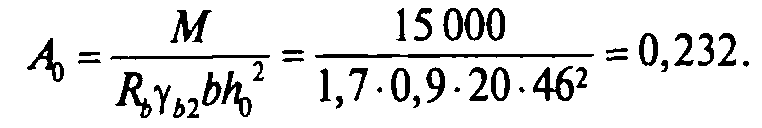 A₀ = M / (R_b γ_b2 b h₀²) = 15 000 / (1,7 · 0,9 · 20 · 46²) = 0,232.